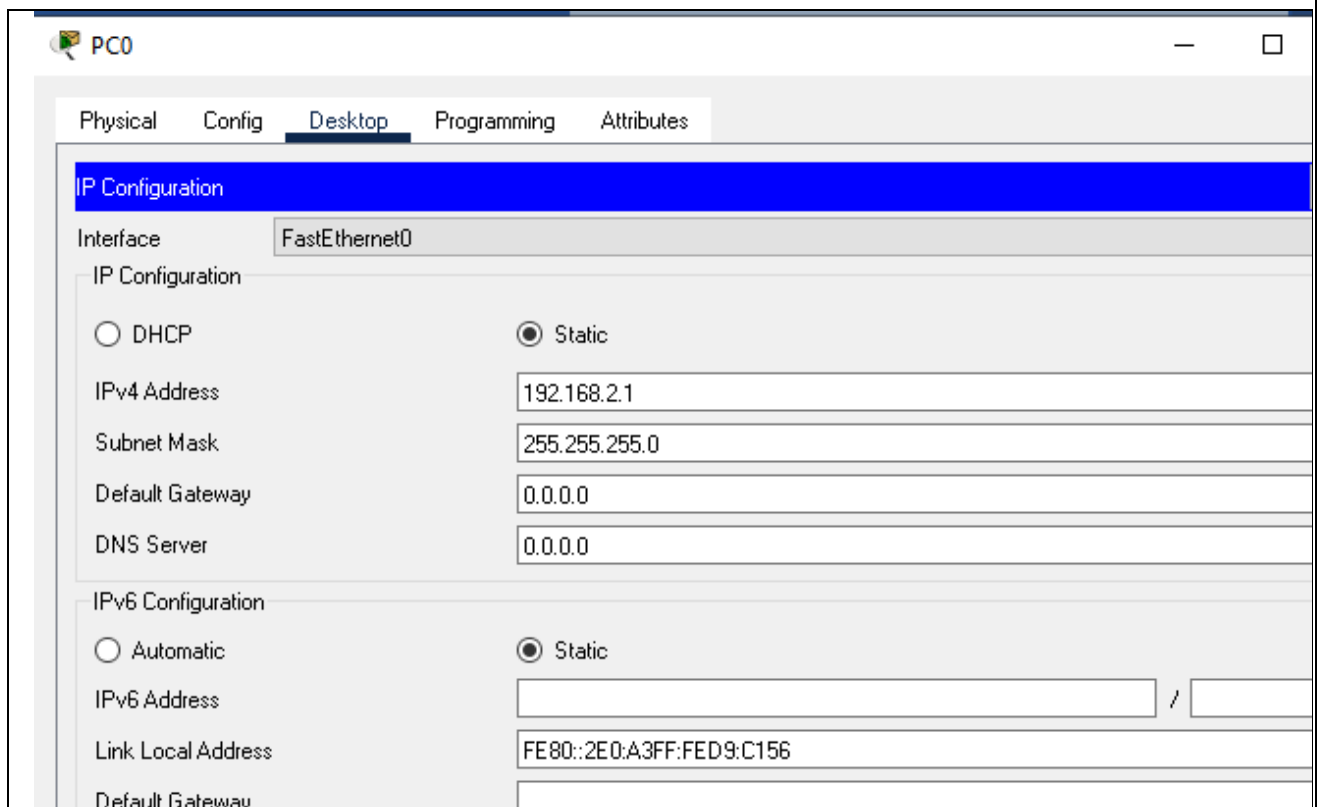 PC0
Physical Config Desktop Programming Attributes
IP Configuration
Interface FastEthernet0
IP Configuration
DHCP Static
IPv4 Address 192.168.2.1
Subnet Mask 255.255.255.0
Default Gateway 0.0.0.0
DNS Server 0.0.0.0
IPv6 Configuration
Automatic Static
IPv6 Address /
Link Local Address FE80::2E0:A3FF:FED9:C156
Default Gateway